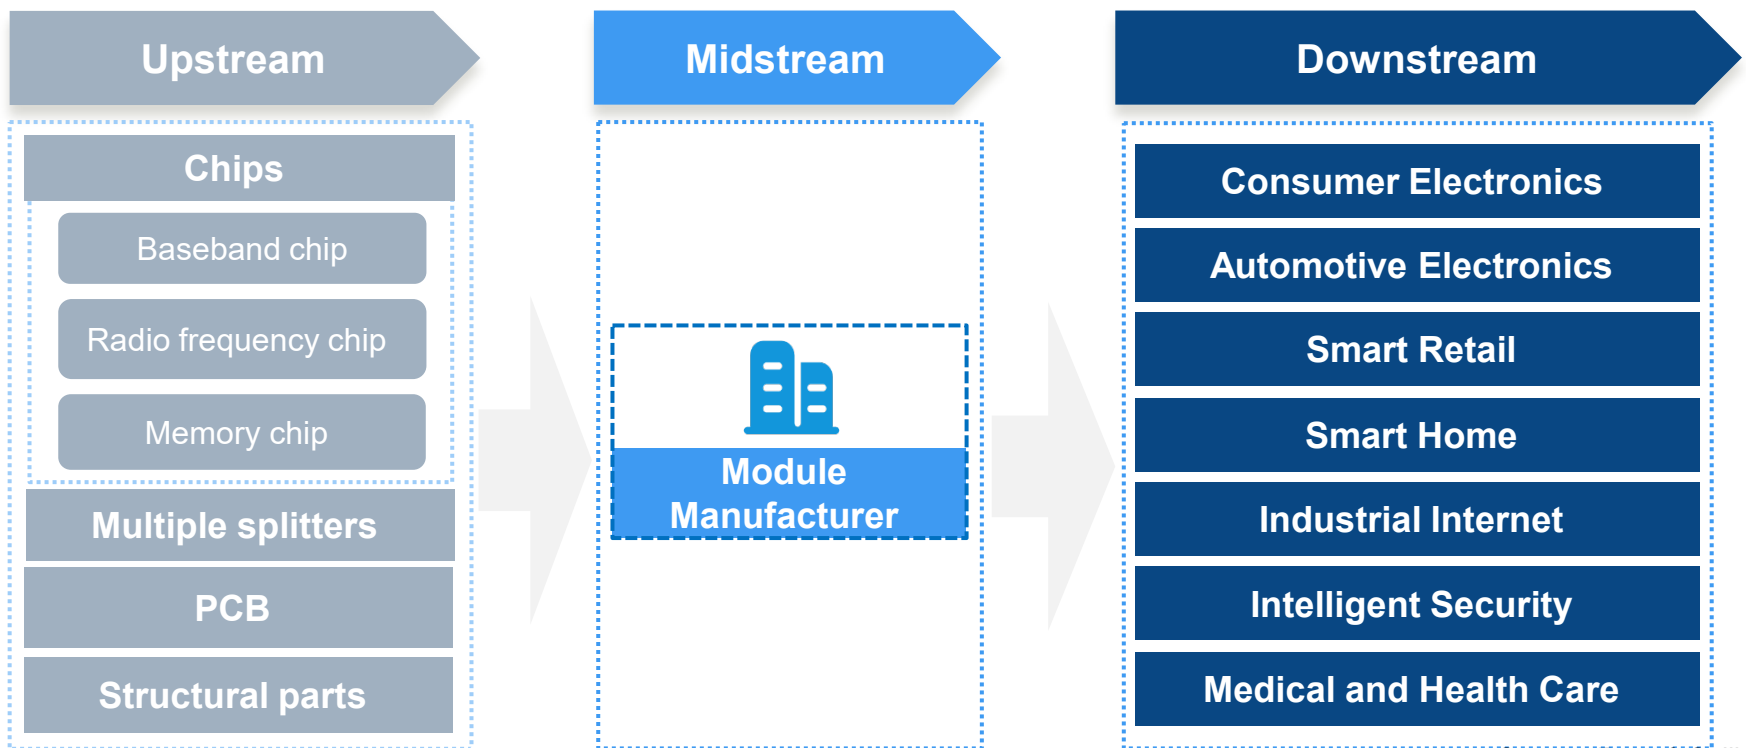 Upstream
Chips
Baseband chip
Radio frequency chip
Memory chip
Multiple splitters
PCB
Structural parts
Midstream
Module
Manufacturer
Downstream
Consumer Electronics
Automotive Electronics
Smart Retail
Smart Home
Industrial Internet
Intelligent Security
Medical and Health Care